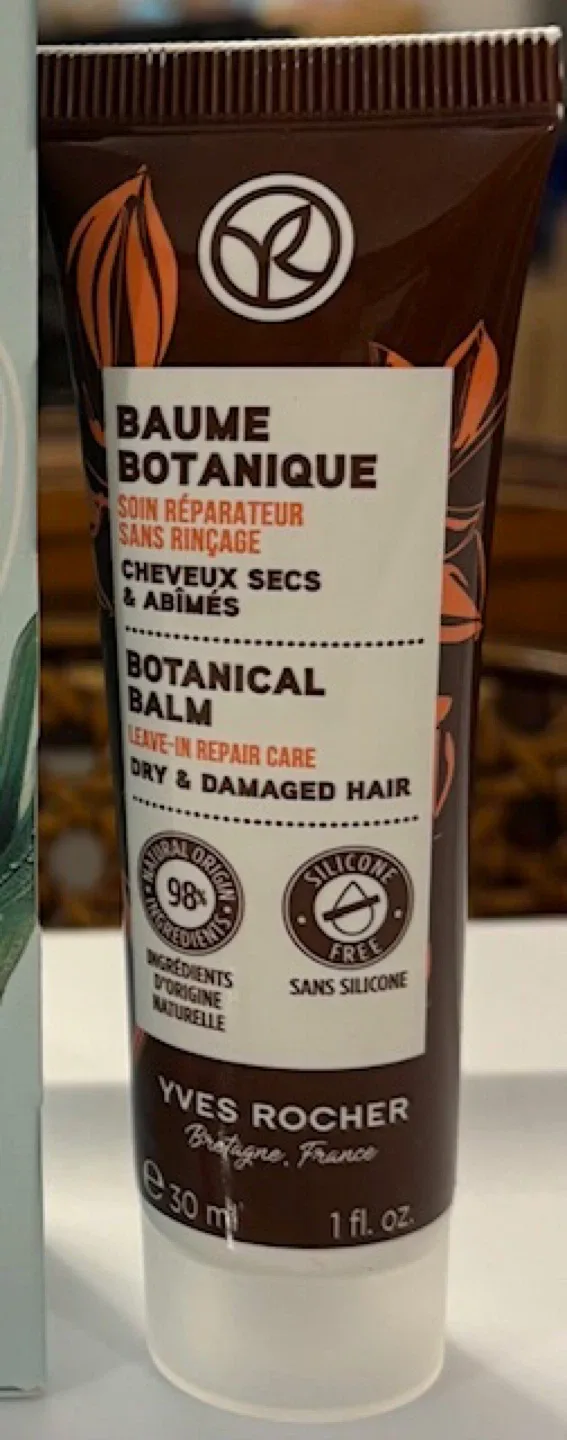 BAUME
BOTANIQUE
SOIN RÉPARATEUR
SANS RINÇAGE
CHEVEUX SECS
& ABÎMÉS
BOTANICAL
BALM
LEAVE-IN REPAIR CARE
DRY & DAMAGED HAIR
NATURAL ORIGIN
98%
INGREDIENTS
INGRÉDIENTS
D'ORIGINE
NATURELLE
SILICONE
FREE
SANS SILICONE
YVES ROCHER
Bretagne, France
℮ 30 ml 1 fl. oz.